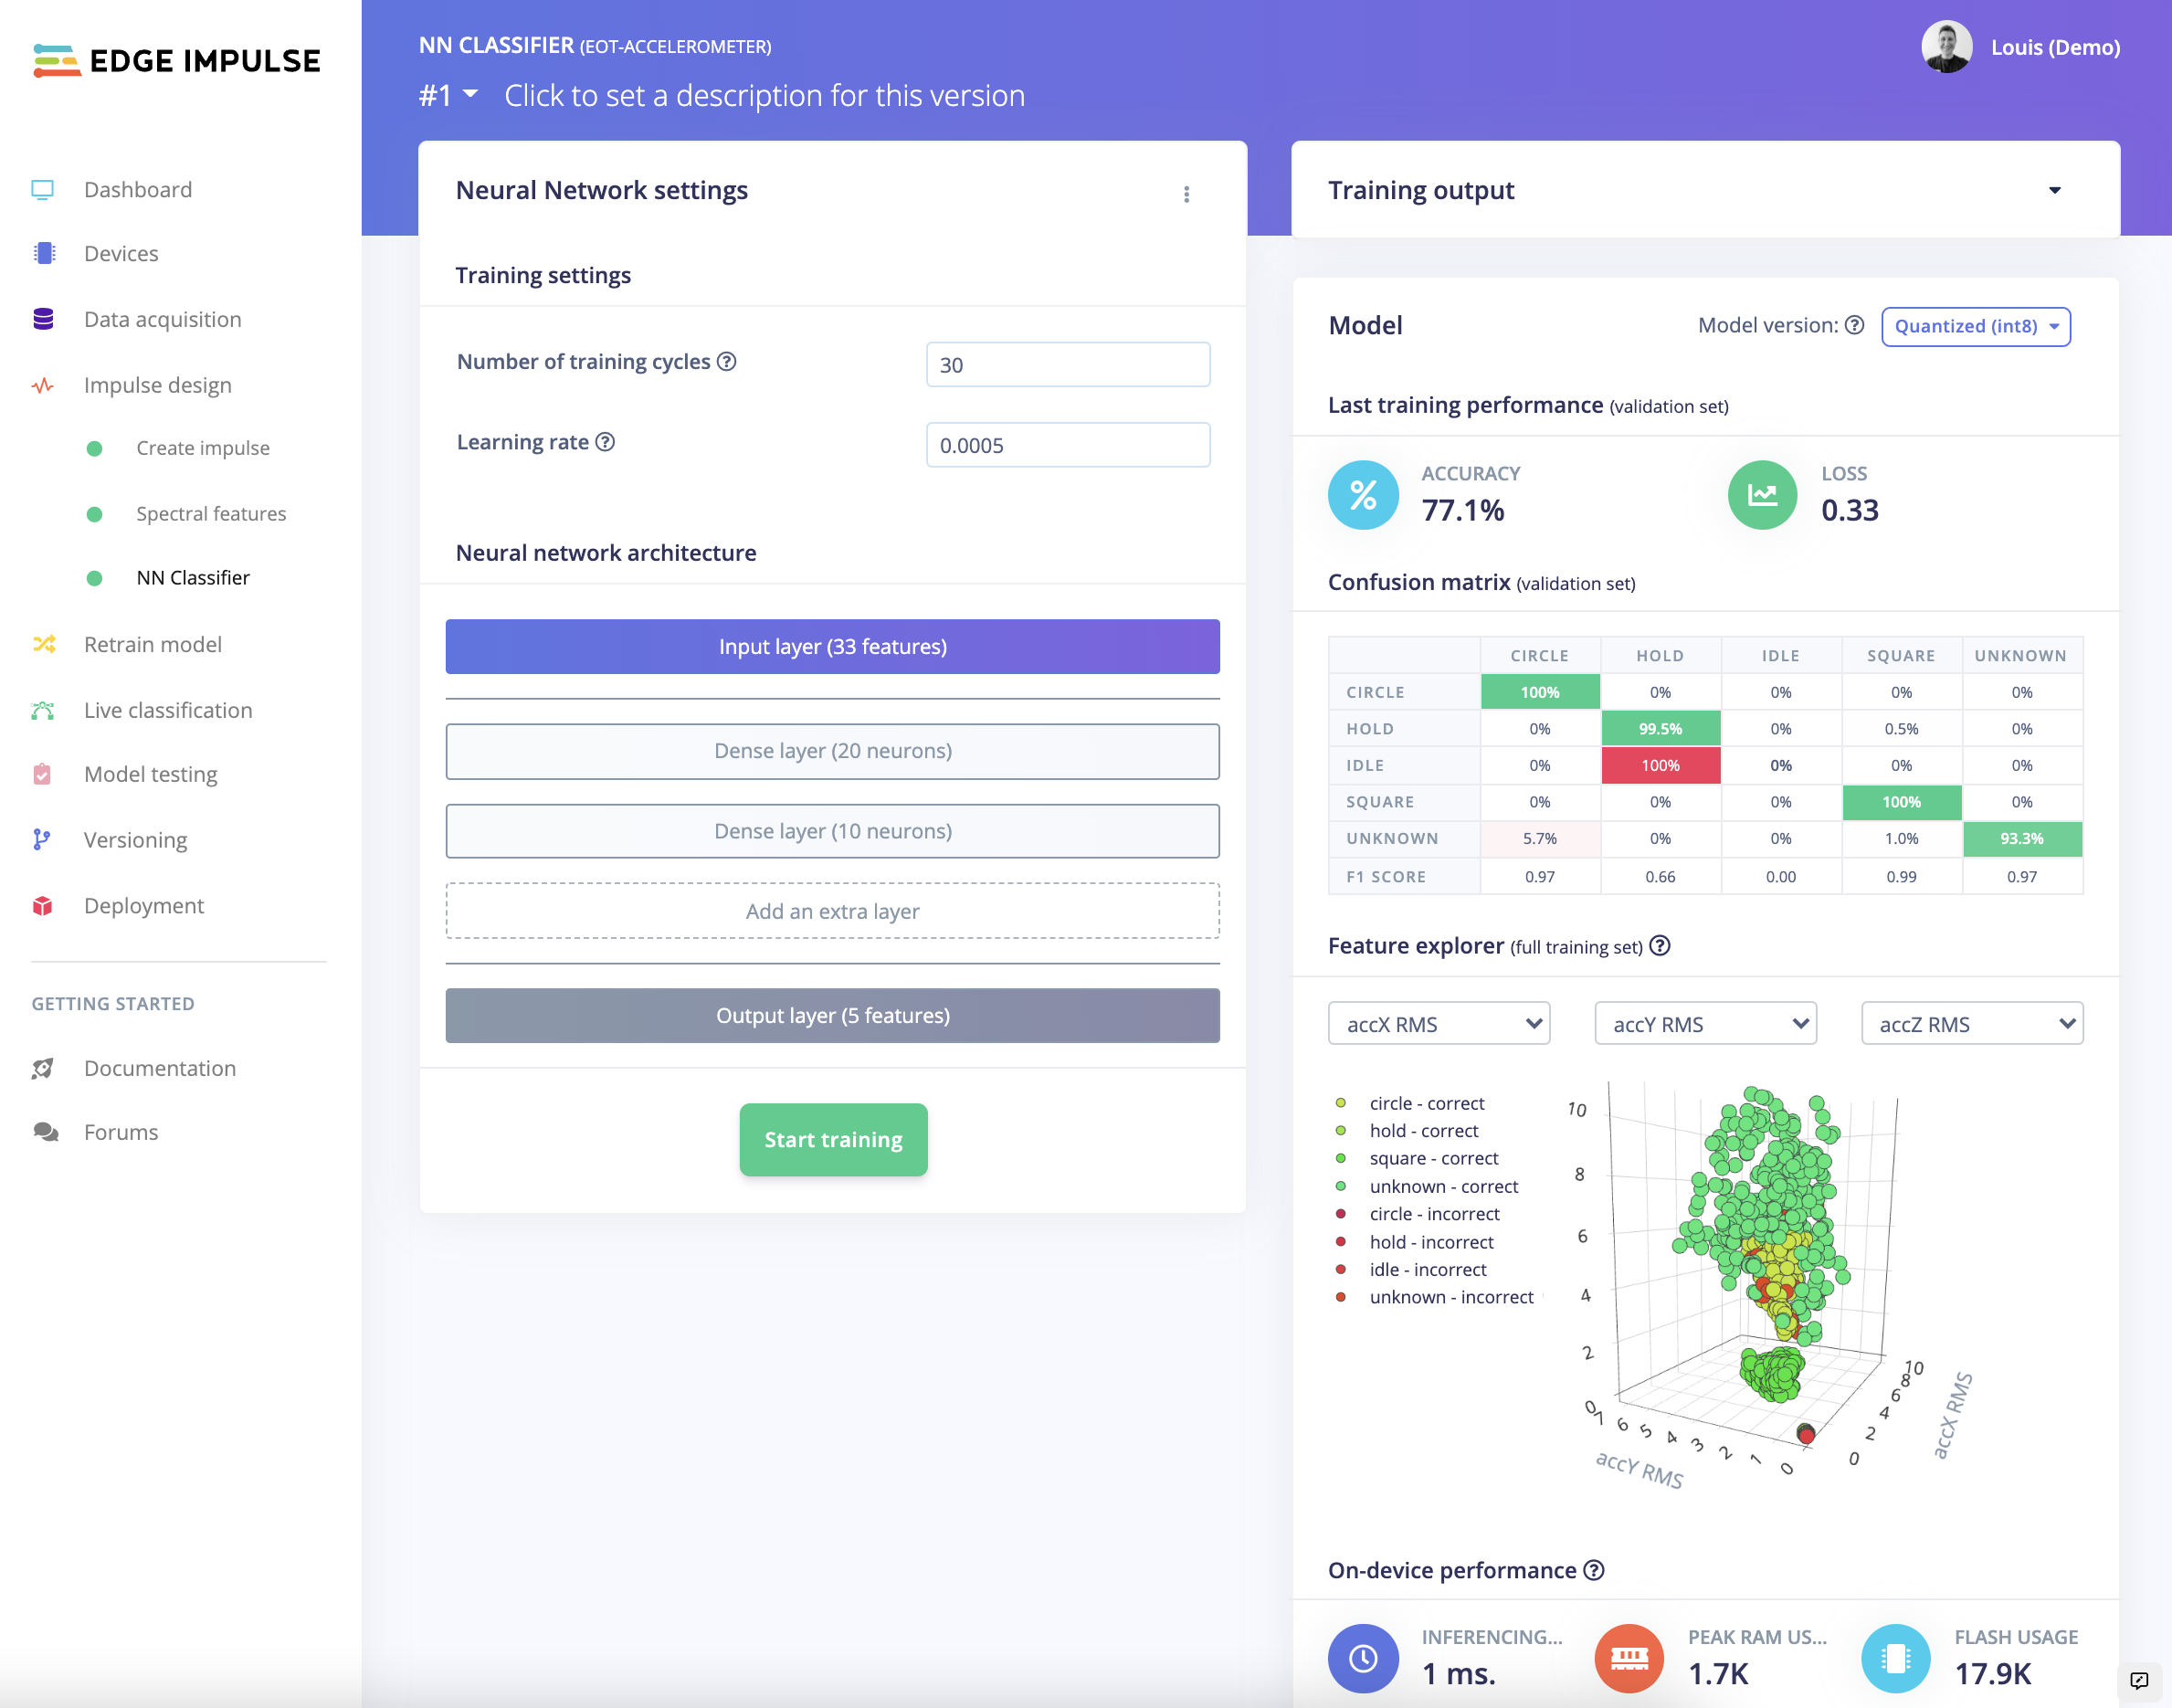 EDGE IMPULSE
Dashboard
Devices
Data acquisition
Impulse design
Create impulse
Spectral features
NN Classifier
Retrain model
Live classification
Model testing
Versioning
Deployment
GETTING STARTED
Documentation
Forums
NN CLASSIFIER (EOT-ACCELEROMETER)
#1 Click to set a description for this version
Louis (Demo)
Neural Network settings
Training settings
Number of training cycles ? 30
Learning rate ? 0.0005
Neural network architecture
Input layer (33 features)
Dense layer (20 neurons)
Dense layer (10 neurons)
Add an extra layer
Output layer (5 features)
Start training
Training output
Model
Model version: ? Quantized (int8)
Last training performance (validation set)
% ACCURACY
77.1%
LOSS
0.33
Confusion matrix (validation set)
CIRCLE HOLD IDLE SQUARE UNKNOWN
CIRCLE 100% 0% 0% 0% 0%
HOLD 0% 99.5% 0% 0.5% 0%
IDLE 0% 100% 0% 0% 0%
SQUARE 0% 0% 0% 100% 0%
UNKNOWN 5.7% 0% 0% 1.0% 93.3%
F1 SCORE 0.97 0.66 0.00 0.99 0.97
Feature explorer (full training set) ?
accX RMS accY RMS accZ RMS
circle - correct
hold - correct
square - correct
unknown - correct
circle - incorrect
hold - incorrect
idle - incorrect
unknown - incorrect
10
8
6
4
2
0
7 6 5 4 3 2 1 0
accY RMS
0 2 4 6 8 10
accX RMS
On-device performance ?
INFERENCING...
1 ms.
PEAK RAM US...
1.7K
FLASH USAGE
17.9K